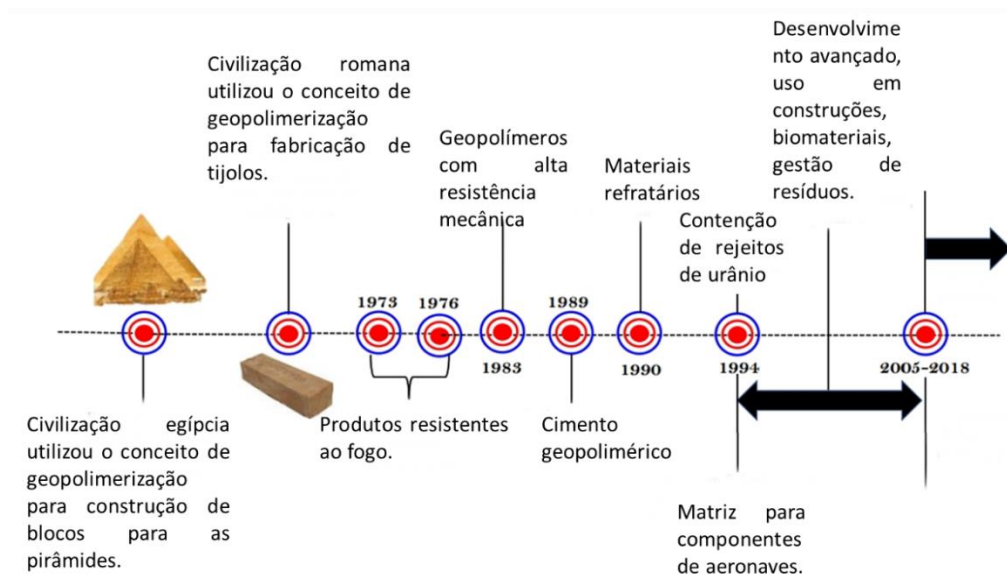 Civilização romana
utilizou o conceito de
geopolimerização
para fabricação de
tijolos.
Geopolímeros
com alta
resistência
mecânica
Materiais
refratários
Contenção
de rejeitos
de urânio
Desenvolvime
nto avançado,
uso em
construções,
biomateriais,
gestão de
resíduos.
1973
1976
1983
1989
1990
1994
2005-2018
Civilização egípcia
utilizou o conceito de
geopolimerização
para construção de
blocos para as
pirâmides.
Produtos resistentes
ao fogo.
Cimento
geopolimérico
Matriz para
componentes
de aeronaves.